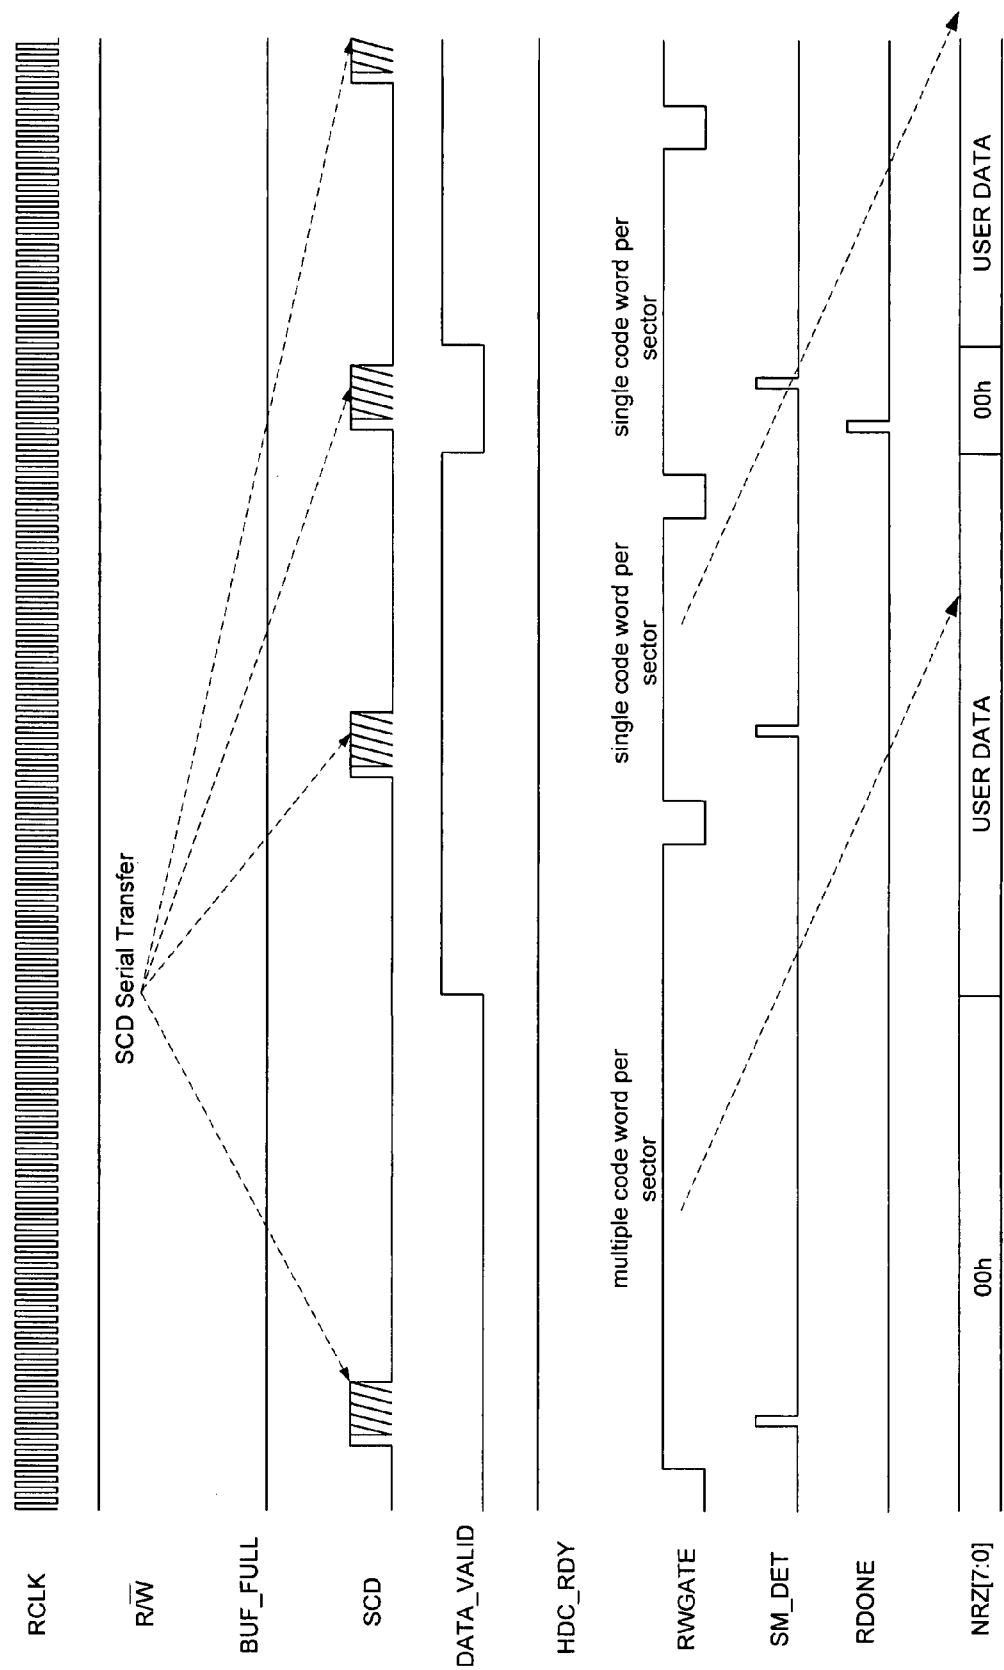 RCLK
R/W̅
SCD Serial Transfer
BUF_FULL
SCD
DATA_VALID
HDC_RDY
multiple code word per
sector
single code word per
sector
single code word per
sector
RWGATE
SM_DET
RDONE
NRZ[7:0]
00h
USER DATA
00h
USER DATA